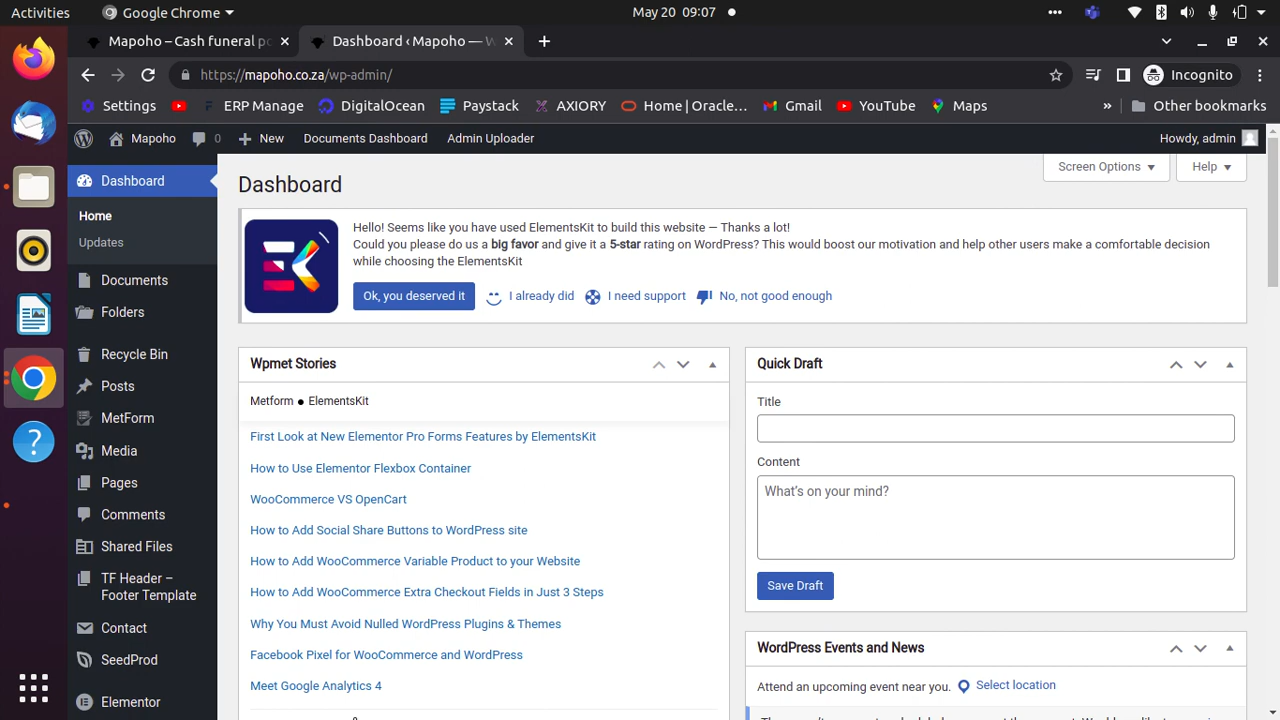 Activities
Google Chrome
May 20 09:07
Mapoho – Cash funeral po
Dashboard ‹ Mapoho — W
https://mapoho.co.za/wp-admin/
Incognito
Settings
ERP Manage
DigitalOcean
Paystack
AXIORY
Home | Oracle…
Gmail
YouTube
Maps
»
Other bookmarks
Mapoho
0
New
Documents Dashboard
Admin Uploader
Howdy, admin
Dashboard
Home
Updates
Documents
Folders
Recycle Bin
Posts
MetForm
Media
Pages
Comments
Shared Files
TF Header –
Footer Template
Contact
SeedProd
Elementor
Dashboard
Screen Options
Help
Hello! Seems like you have used ElementsKit to build this website — Thanks a lot!
Could you please do us a big favor and give it a 5-star rating on WordPress? This would boost our motivation and help other users make a comfortable decision
while choosing the ElementsKit
Ok, you deserved it
I already did
I need support
No, not good enough
Wpmet Stories
Metform ● ElementsKit
First Look at New Elementor Pro Forms Features by ElementsKit
How to Use Elementor Flexbox Container
WooCommerce VS OpenCart
How to Add Social Share Buttons to WordPress site
How to Add WooCommerce Variable Product to your Website
How to Add WooCommerce Extra Checkout Fields in Just 3 Steps
Why You Must Avoid Nulled WordPress Plugins & Themes
Facebook Pixel for WooCommerce and WordPress
Meet Google Analytics 4
Quick Draft
Title
Content
What's on your mind?
Save Draft
WordPress Events and News
Attend an upcoming event near you.
Select location